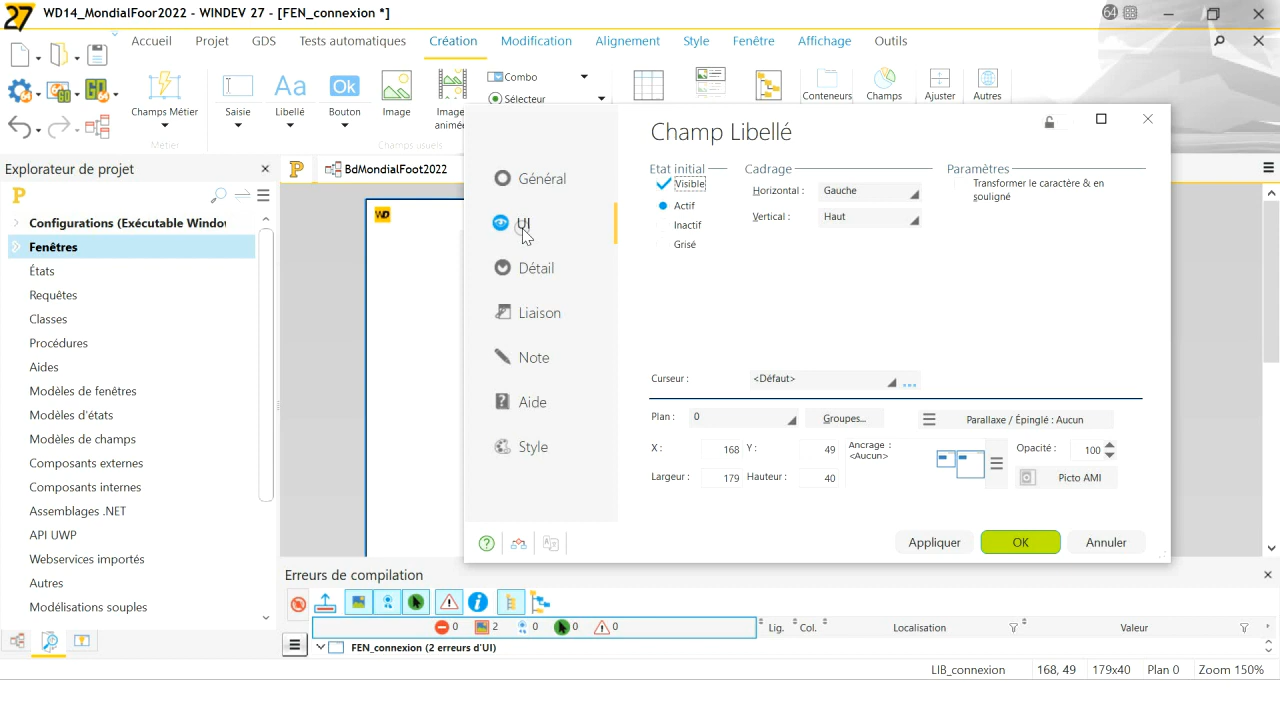 27 WD14_MondialFoor2022 - WINDEV 27 - [FEN_connexion *]
64
Accueil Projet GDS Tests automatiques Création Modification Alignement Style Fenêtre Affichage Outils
Champs Métier
Saisie
Aa
Libellé
Ok
Bouton
Image
Image animée
Combo
Sélecteur
Conteneurs
Champs
Ajuster
Autres
Métier
Champs usuels
Explorateur de projet
BdMondialFoot2022
Configurations (Exécutable Windo
Fenêtres
États
Requêtes
Classes
Procédures
Aides
Modèles de fenêtres
Modèles d'états
Modèles de champs
Composants externes
Composants internes
Assemblages .NET
API UWP
Webservices importés
Autres
Modélisations souples
WD
Général
UI
Détail
Liaison
Note
Aide
Style
Champ Libellé
Etat initial
Visible
Actif
Inactif
Grisé
Cadrage
Horizontal : Gauche
Vertical : Haut
Paramètres
Transformer le caractère & en
souligné
Curseur : <Défaut>
Plan : 0 Groupes... Parallaxe / Épinglé : Aucun
X : 168 Y : 49 Ancrage :
<Aucun>
Opacité : 100
Largeur : 179 Hauteur : 40
Picto AMI
Appliquer OK Annuler
Erreurs de compilation
0 2 0 0 0
Lig. Col. Localisation Valeur
FEN_connexion (2 erreurs d'UI)
LIB_connexion 168, 49 179x40 Plan 0 Zoom 150%